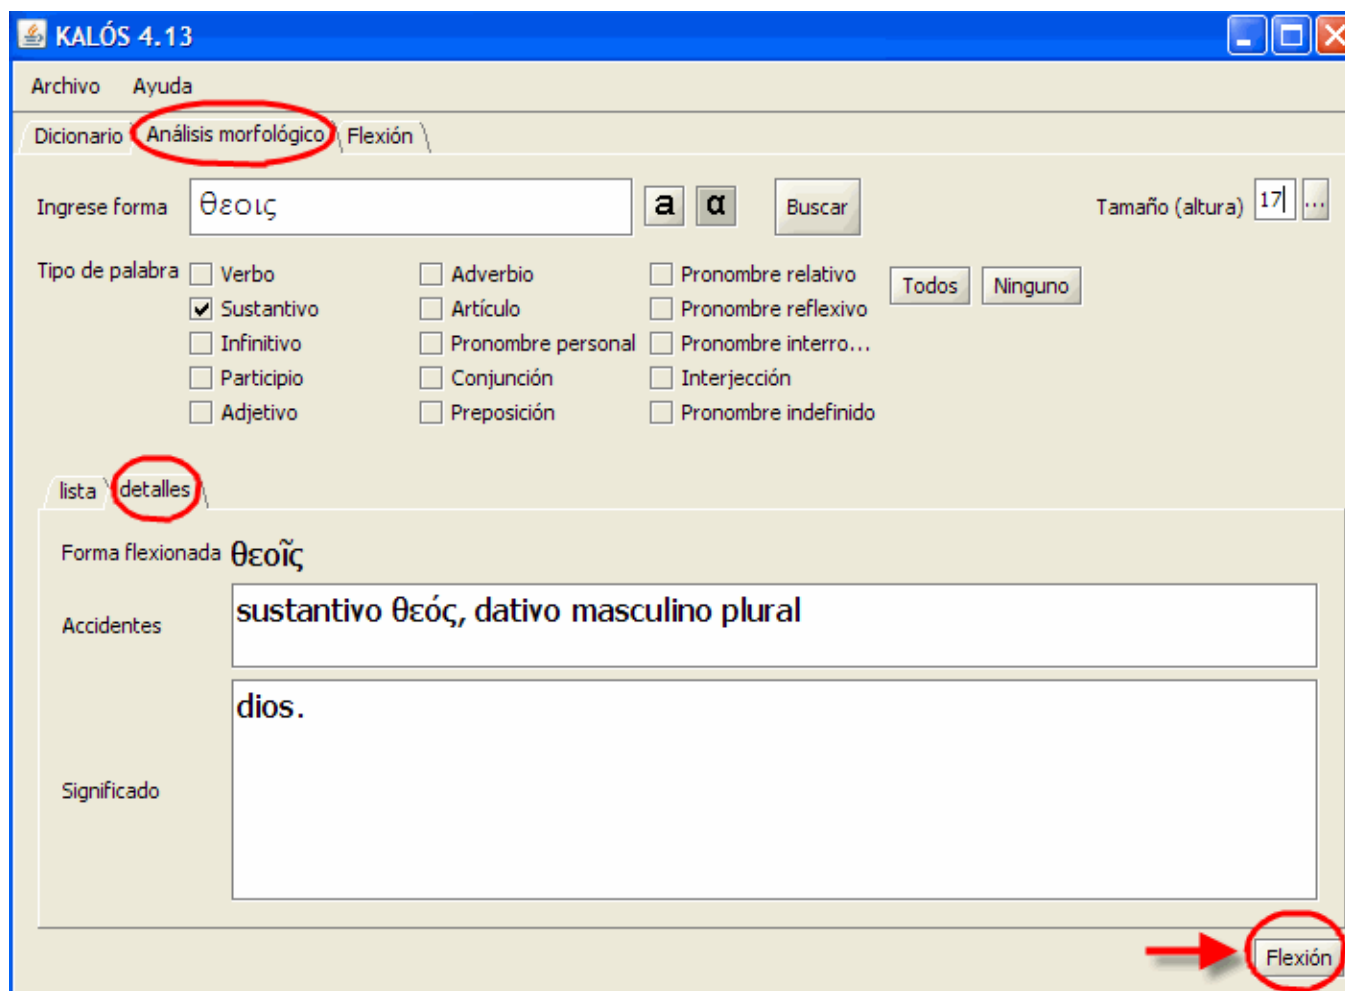 KALÓS 4.13
Archivo Ayuda
Dicionario Análisis morfológico Flexión
Ingrese forma θεοις a α Buscar Tamaño (altura) 17 ...
Tipo de palabra Verbo Adverbio Pronombre relativo Todos Ninguno
Sustantivo Artículo Pronombre reflexivo
Infinitivo Pronombre personal Pronombre interro...
Participio Conjunción Interjección
Adjetivo Preposición Pronombre indefinido
lista detalles
Forma flexionada θεοῖς
Accidentes sustantivo θεός, dativo masculino plural
Significado dios.
Flexión